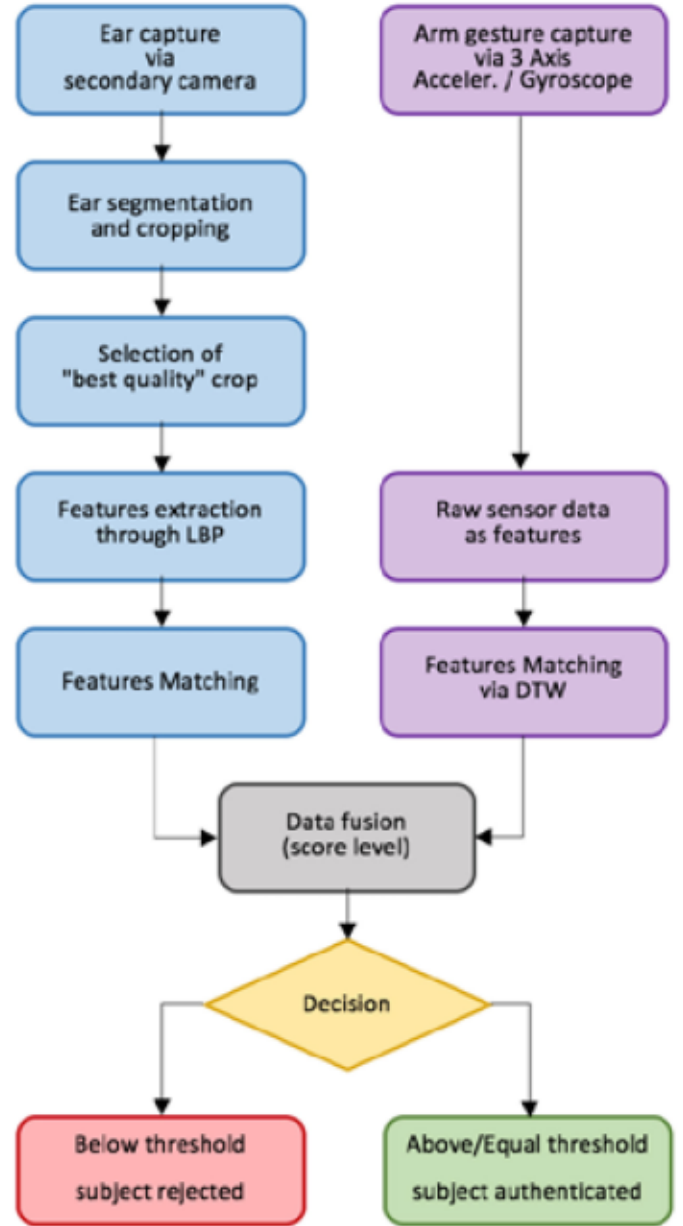 Ear capture
via
secondary camera
Arm gesture capture
via 3 Axis
Acceler. / Gyroscope
Ear segmentation
and cropping
Selection of
"best quality" crop
Features extraction
through LBP
Raw sensor data
as features
Features Matching
Features Matching
via DTW
Data fusion
(score level)
Decision
Below threshold
subject rejected
Above/Equal threshold
subject authenticated